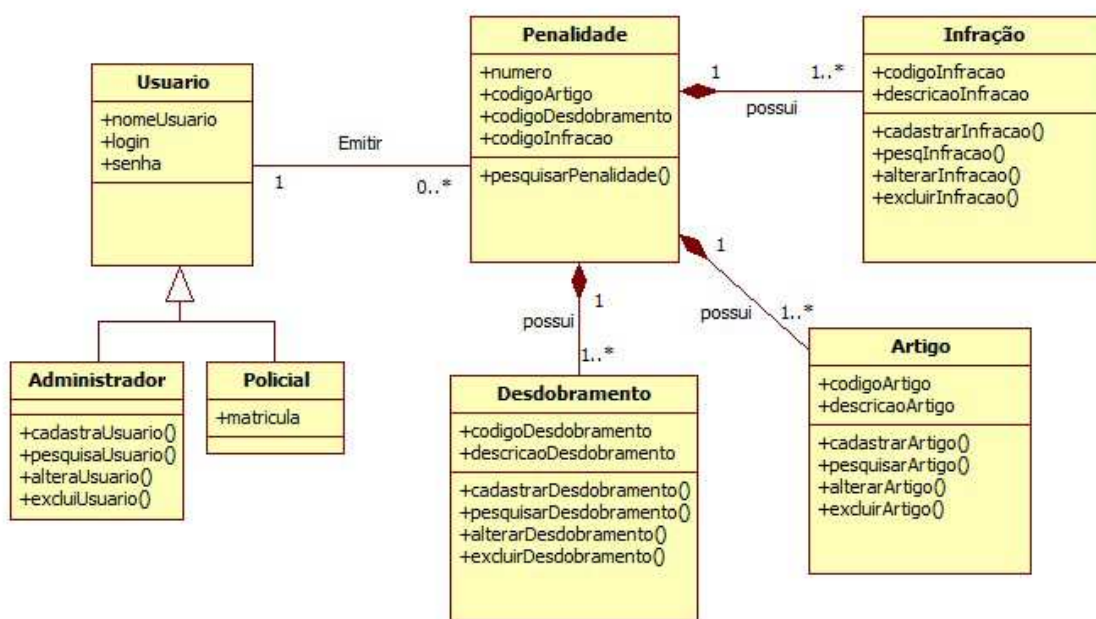 Usuario
+nomeUsuario
+login
+senha
Emitir
1
0..*
Penalidade
+numero
+codigoArtigo
+codigoDesdobramento
+codigoInfracao
+pesquisarPenalidade()
1
1..*
possui
Infração
+codigoInfracao
+descricaoInfracao
+cadastrarInfracao()
+pesqInfracao()
+alterarInfracao()
+excluirInfracao()
1
possui
1..*
1
possui
1..*
Administrador
+cadastraUsuario()
+pesquisaUsuario()
+alteraUsuario()
+excluiUsuario()
Policial
+matricula
Desdobramento
+codigoDesdobramento
+descricaoDesdobramento
+cadastrarDesdobramento()
+pesquisarDesdobramento()
+alterarDesdobramento()
+excluirDesdobramento()
Artigo
+codigoArtigo
+descricaoArtigo
+cadastrarArtigo()
+pesquisarArtigo()
+alterarArtigo()
+excluirArtigo()